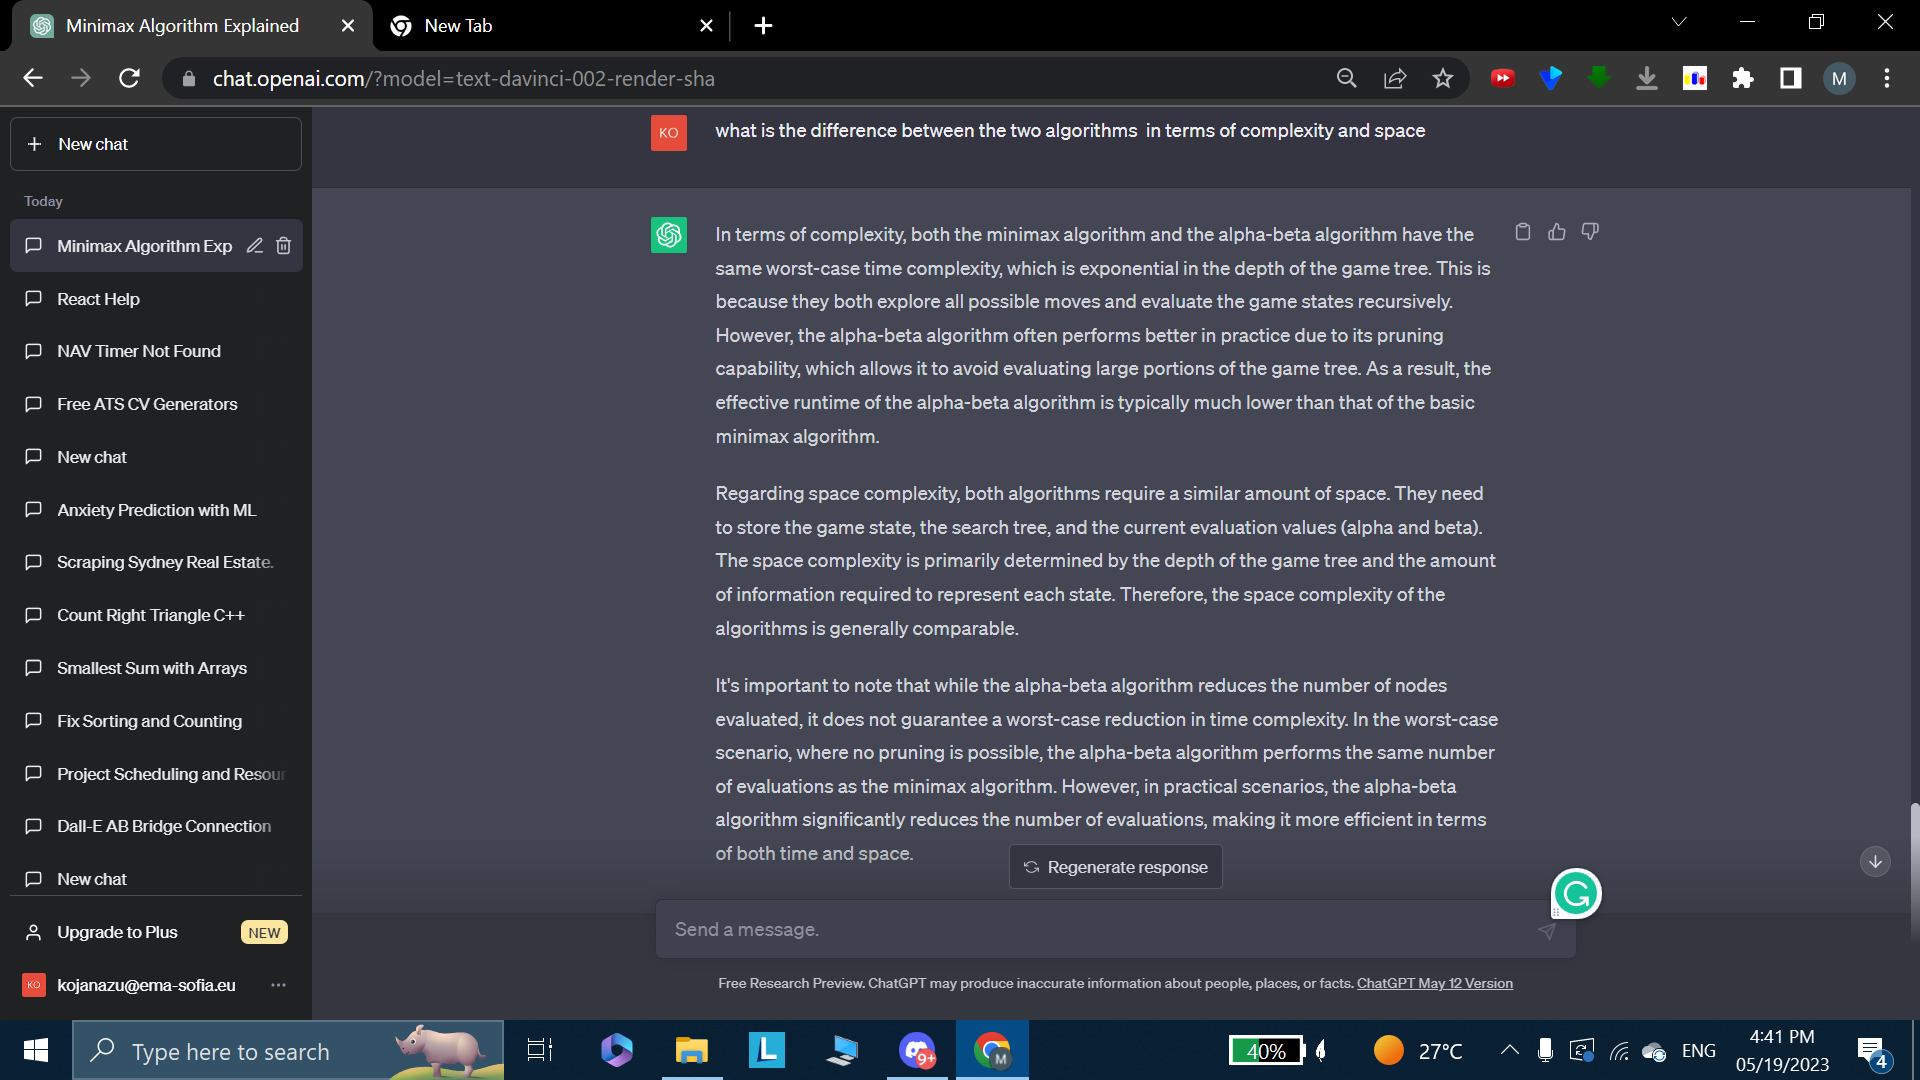 Minimax Algorithm Explained
New Tab
chat.openai.com/?model=text-davinci-002-render-sha
M
New chat
Today
Minimax Algorithm Exp
React Help
NAV Timer Not Found
Free ATS CV Generators
New chat
Anxiety Prediction with ML
Scraping Sydney Real Estate.
Count Right Triangle C++
Smallest Sum with Arrays
Fix Sorting and Counting
Project Scheduling and Resour
Dall-E AB Bridge Connection
New chat
Upgrade to Plus
NEW
KO
kojanazu@ema-sofia.eu
KO
what is the difference between the two algorithms  in terms of complexity and space
In terms of complexity, both the minimax algorithm and the alpha-beta algorithm have the
same worst-case time complexity, which is exponential in the depth of the game tree. This is
because they both explore all possible moves and evaluate the game states recursively.
However, the alpha-beta algorithm often performs better in practice due to its pruning
capability, which allows it to avoid evaluating large portions of the game tree. As a result, the
effective runtime of the alpha-beta algorithm is typically much lower than that of the basic
minimax algorithm.
Regarding space complexity, both algorithms require a similar amount of space. They need
to store the game state, the search tree, and the current evaluation values (alpha and beta).
The space complexity is primarily determined by the depth of the game tree and the amount
of information required to represent each state. Therefore, the space complexity of the
algorithms is generally comparable.
It's important to note that while the alpha-beta algorithm reduces the number of nodes
evaluated, it does not guarantee a worst-case reduction in time complexity. In the worst-case
scenario, where no pruning is possible, the alpha-beta algorithm performs the same number
of evaluations as the minimax algorithm. However, in practical scenarios, the alpha-beta
algorithm significantly reduces the number of evaluations, making it more efficient in terms
of both time and space.
Regenerate response
Send a message.
Free Research Preview. ChatGPT may produce inaccurate information about people, places, or facts. ChatGPT May 12 Version
Type here to search
L
9+
M
40%
27°C
ENG
4:41 PM
05/19/2023
4